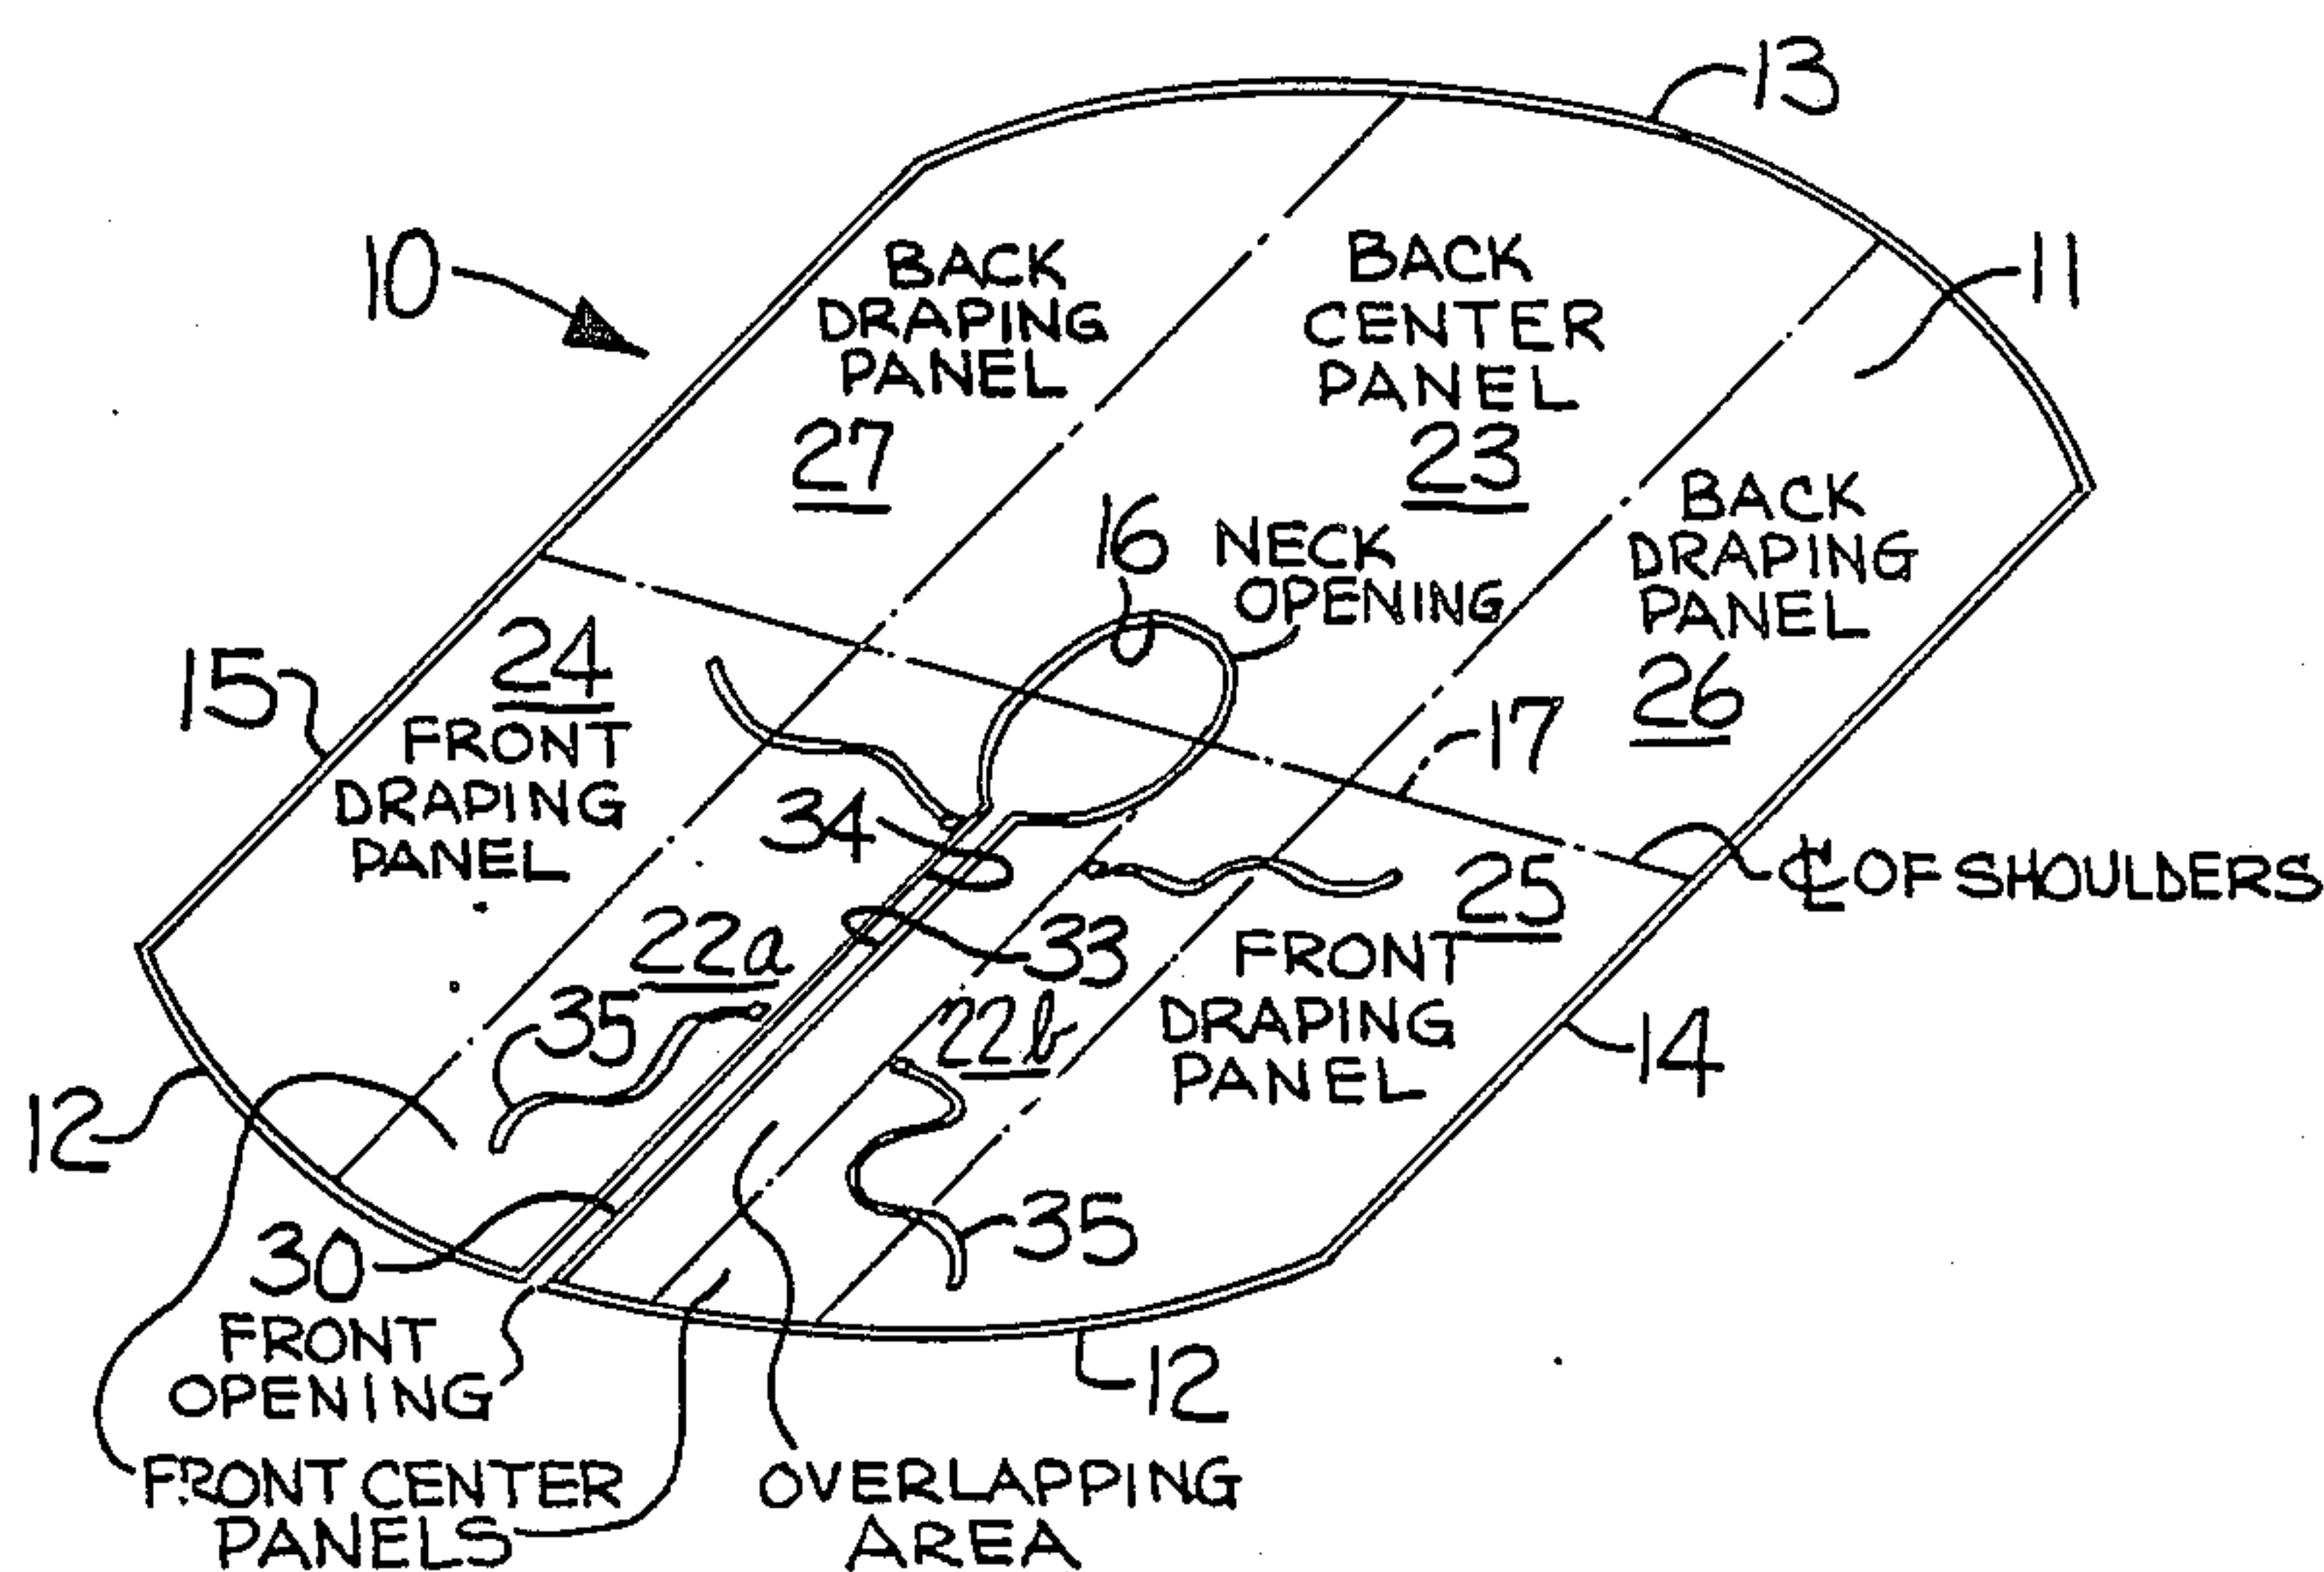 13
10
11
BACK
DRAPING
PANEL
27
BACK
CENTER
PANEL
23
16
NECK
OPENING
BACK
DRAPING
PANEL
26
15
24
FRONT
DRAPING
PANEL
17
34
℄ OF SHOULDERS
25
FRONT
DRAPING
PANEL
22a
33
35
22b
14
12
35
30
FRONT
OPENING
12
FRONT CENTER
PANELS
OVERLAPPING
AREA